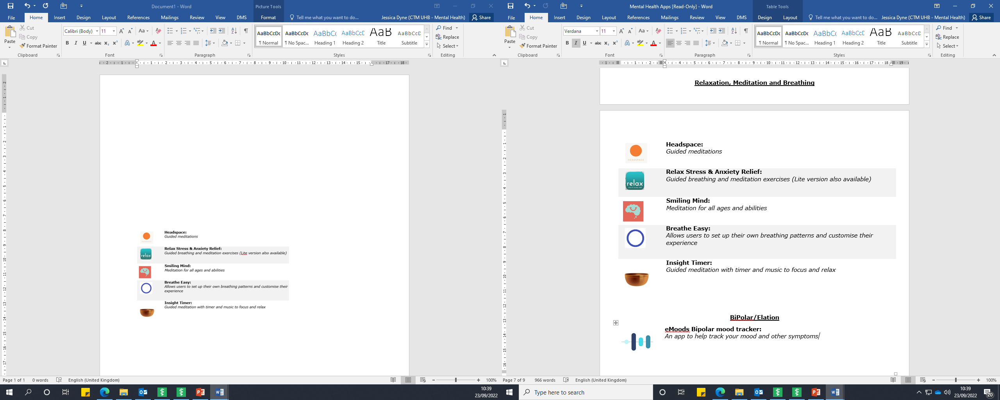 Document1 - Word
Picture Tools
File Home Insert Design Layout References Mailings Review View DMS Format Tell me what you want to do... Jessica Dyne (CTM UHB - Mental Health) Share
Paste
Cut
Copy
Format Painter
Clipboard
Calibri (Body) 11
Font
Paragraph
AaBbCcDc AaBbCcDc AaBbCc AaBbCcD AaB AaBbCcD
¶ Normal ¶ No Spac... Heading 1 Heading 2 Title Subtitle
Styles
Find
Replace
Select
Editing
Headspace:
Guided meditations
relax
Relax Stress & Anxiety Relief:
Guided breathing and meditation exercises (Lite version also available)
Smiling Mind:
Meditation for all ages and abilities
Breathe Easy:
Allows users to set up their own breathing patterns and customise their
experience
Insight Timer:
Guided meditation with timer and music to focus and relax
Page 1 of 1 0 words English (United Kingdom) 100%
10:39
23/09/2022
Mental Health Apps [Read-Only] - Word
Table Tools
File Home Insert Design Layout References Mailings Review View DMS Design Layout Tell me what you want to do... Jessica Dyne (CTM UHB - Mental Health) Share
Paste
Cut
Copy
Format Painter
Clipboard
Verdana 11
Font
Paragraph
AaBbCcDc AaBbCcDc AaBbCc AaBbCcD AaB AaBbCcD
¶ Normal ¶ No Spac... Heading 1 Heading 2 Title Subtitle
Styles
Find
Replace
Select
Editing
Relaxation, Meditation and Breathing
HEADSPACE
Headspace:
Guided meditations
relax
stress & anxiety relief
Relax Stress & Anxiety Relief:
Guided breathing and meditation exercises (Lite version also available)
Smiling Mind:
Meditation for all ages and abilities
Breathe Easy:
Allows users to set up their own breathing patterns and customise their
experience
Insight Timer:
Guided meditation with timer and music to focus and relax
BiPolar/Elation
eMoods Bipolar mood tracker:
An app to help track your mood and other symptoms
Page 7 of 9 966 words English (United Kingdom) 100%
Type here to search
10:39
23/09/2022
20